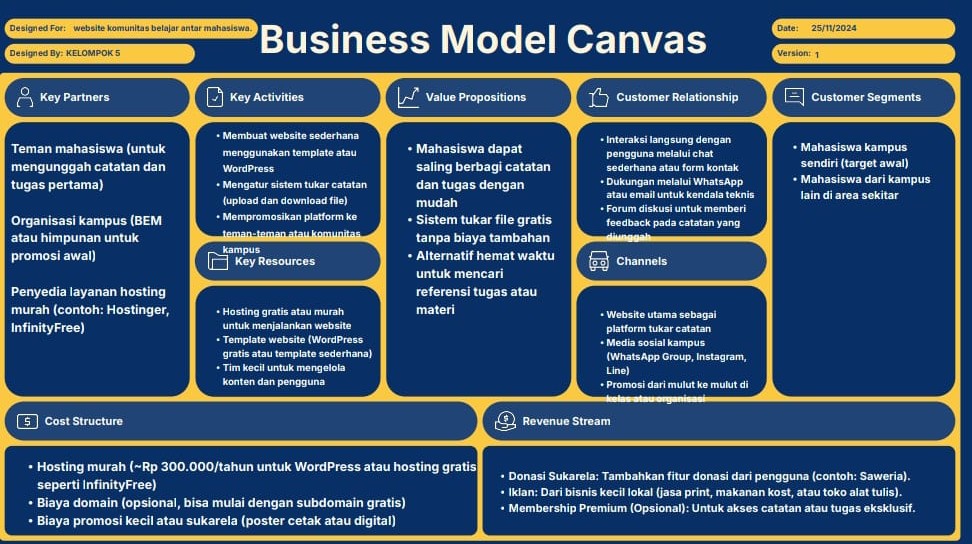 Designed For: website komunitas belajar antar mahasiswa.
Designed By: KELOMPOK 5
Business Model Canvas
Date: 25/11/2024
Version: 1
Key Partners
Teman mahasiswa (untuk
mengunggah catatan dan
tugas pertama)
Organisasi kampus (BEM
atau himpunan untuk
promosi awal)
Penyedia layanan hosting
murah (contoh: Hostinger,
InfinityFree)
Key Activities
• Membuat website sederhana
menggunakan template atau
WordPress
• Mengatur sistem tukar catatan
(upload dan download file)
• Mempromosikan platform ke
teman-teman atau komunitas
kampus
Key Resources
• Hosting gratis atau murah
untuk menjalankan website
• Template website (WordPress
gratis atau template sederhana)
• Tim kecil untuk mengelola
konten dan pengguna
Value Propositions
• Mahasiswa dapat
saling berbagi catatan
dan tugas dengan
mudah
• Sistem tukar file gratis
tanpa biaya tambahan
• Alternatif hemat waktu
untuk mencari
referensi tugas atau
materi
Customer Relationship
• Interaksi langsung dengan
pengguna melalui chat
sederhana atau form kontak
• Dukungan melalui WhatsApp
atau email untuk kendala teknis
• Forum diskusi untuk memberi
feedback pada catatan yang
diunggah
Channels
• Website utama sebagai
platform tukar catatan
• Media sosial kampus
(WhatsApp Group, Instagram,
Line)
• Promosi dari mulut ke mulut di
kelas atau organisasi
Customer Segments
• Mahasiswa kampus
sendiri (target awal)
• Mahasiswa dari kampus
lain di area sekitar
Cost Structure
• Hosting murah (~Rp 300.000/tahun untuk WordPress atau hosting gratis
seperti InfinityFree)
• Biaya domain (opsional, bisa mulai dengan subdomain gratis)
• Biaya promosi kecil atau sukarela (poster cetak atau digital)
Revenue Stream
• Donasi Sukarela: Tambahkan fitur donasi dari pengguna (contoh: Saweria).
• Iklan: Dari bisnis kecil lokal (jasa print, makanan kost, atau toko alat tulis).
• Membership Premium (Opsional): Untuk akses catatan atau tugas eksklusif.